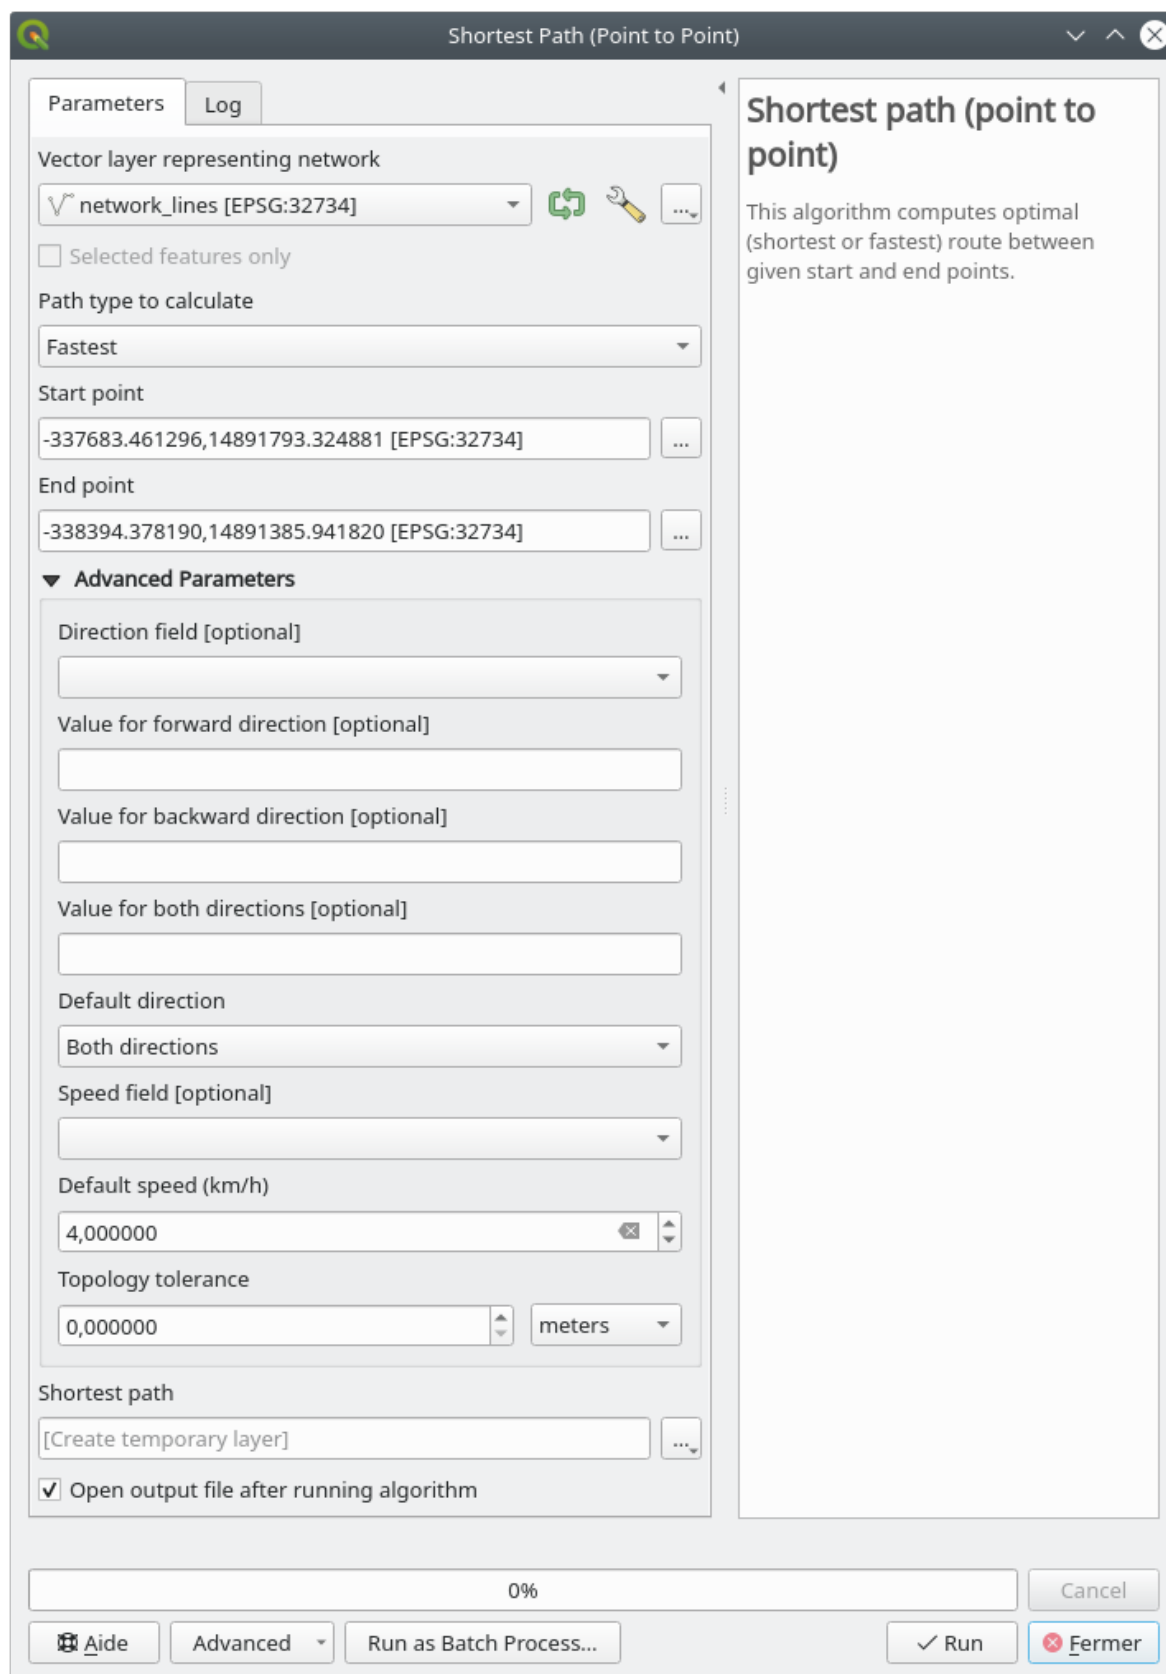 Shortest Path (Point to Point)
Parameters
Log
Vector layer representing network
network_lines [EPSG:32734]
...
Selected features only
Path type to calculate
Fastest
Start point
-337683.461296,14891793.324881 [EPSG:32734]
...
End point
-338394.378190,14891385.941820 [EPSG:32734]
...
Advanced Parameters
Direction field [optional]
Value for forward direction [optional]
Value for backward direction [optional]
Value for both directions [optional]
Default direction
Both directions
Speed field [optional]
Default speed (km/h)
4,000000
Topology tolerance
0,000000
meters
Shortest path
[Create temporary layer]
...
Open output file after running algorithm
Shortest path (point to
point)
This algorithm computes optimal
(shortest or fastest) route between
given start and end points.
0%
Cancel
Aide
Advanced
Run as Batch Process...
Run
Fermer